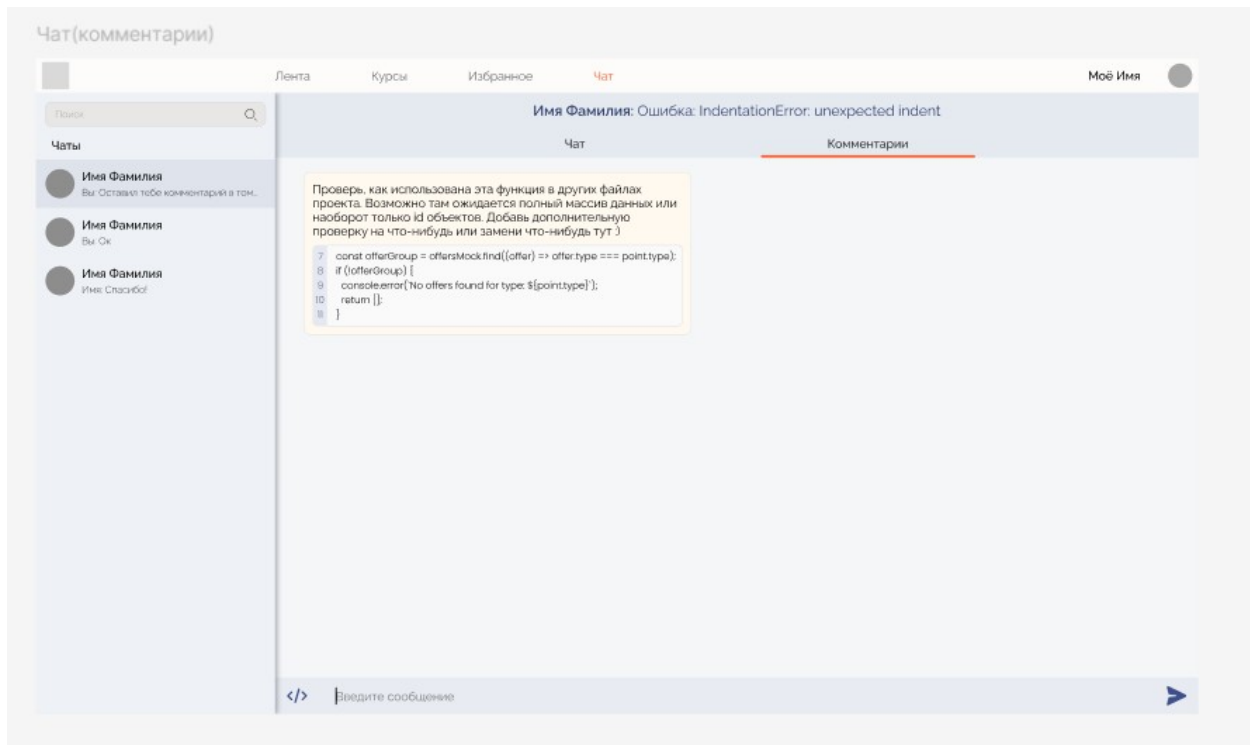 Чат(комментарии)
Лента Курсы Избранное Чат Моё Имя
Поиск
Имя Фамилия: Ошибка: IndentationError: unexpected indent
Чаты
Чат Комментарии
Имя Фамилия
Вы: Оставил тебе комментарий в том...
Имя Фамилия
Вы: Ок
Имя Фамилия
Имя: Спасибо!
Проверь, как использована эта функция в других файлах
проекта. Возможно там ожидается полный массив данных или
наоборот только id объектов. Добавь дополнительную
проверку на что-нибудь или замени что-нибудь тут :)
7 const offerGroup = offersMock.find((offer) => offer.type === point.type);
8 if (!offerGroup) {
9 console.error(`No offers found for type: ${point.type}`);
10 return [];
11 }
</> Введите сообщение